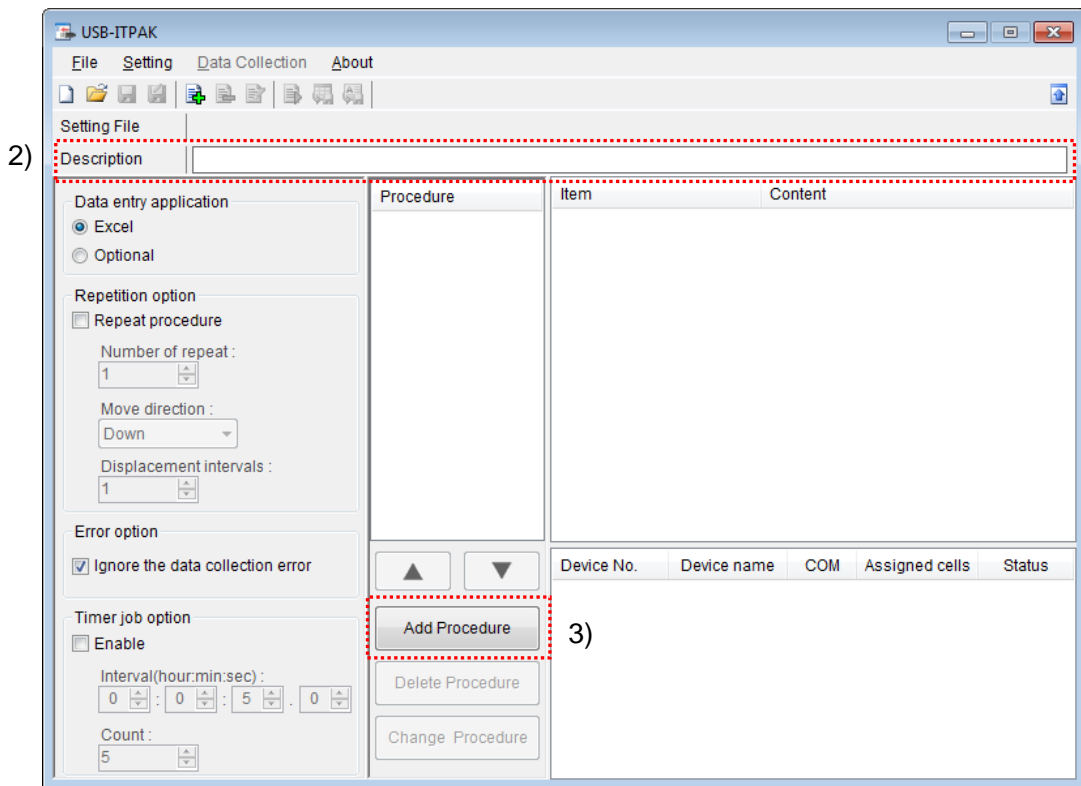 USB-ITPAK
File Setting Data Collection About
Setting File
2)
Description
Data entry application
Excel
Optional
Repetition option
Repeat procedure
Number of repeat :
1
Move direction :
Down
Displacement intervals :
1
Error option
Ignore the data collection error
Timer job option
Enable
Interval(hour:min:sec) :
0 : 0 : 5 . 0
Count :
5
Procedure
Add Procedure
3)
Delete Procedure
Change Procedure
Item Content
Device No. Device name COM Assigned cells Status